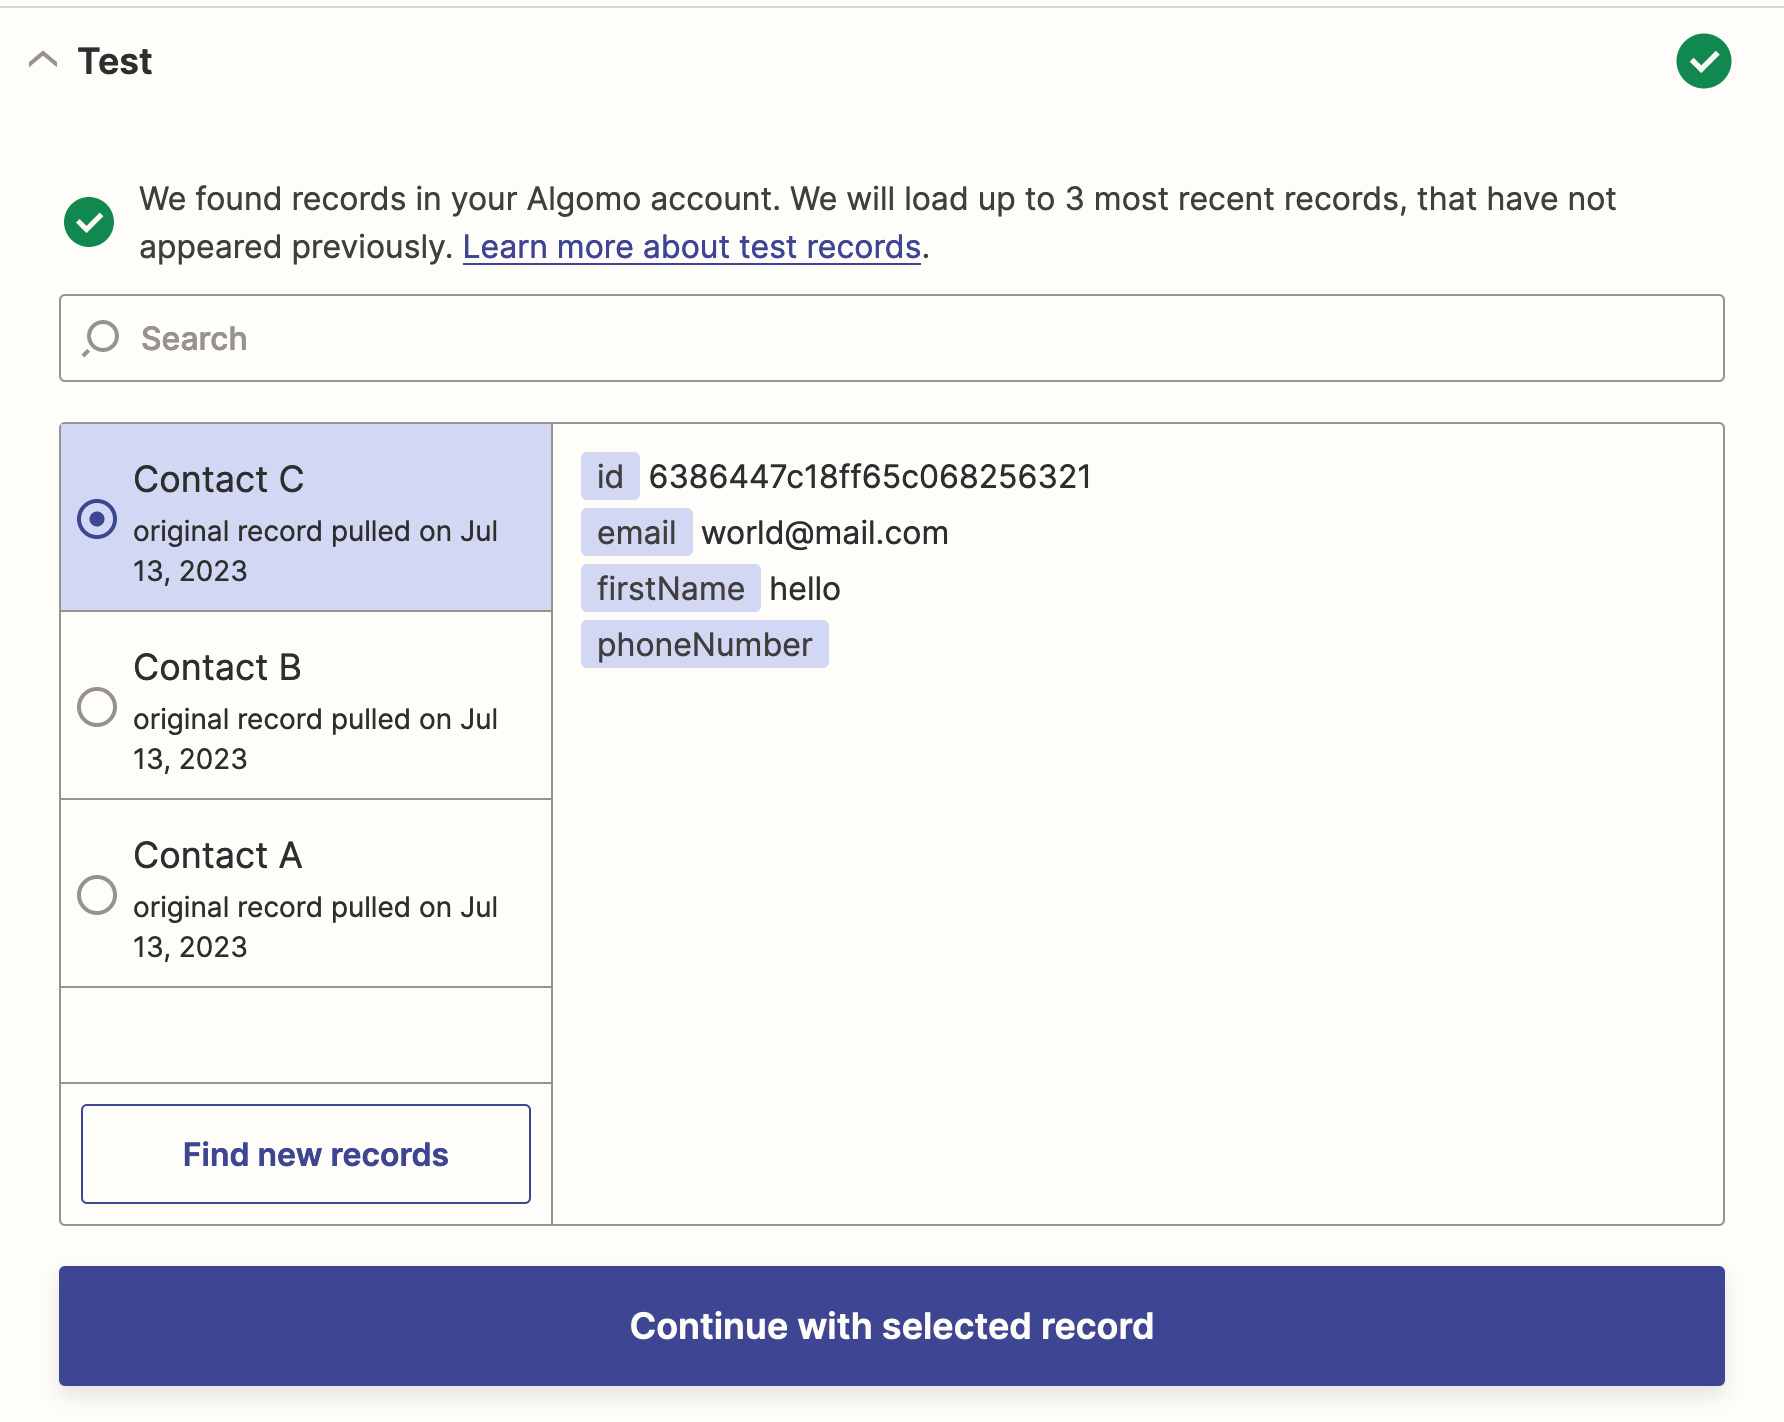 Test
We found records in your Algomo account. We will load up to 3 most recent records, that have not
appeared previously. Learn more about test records.
Search
Contact C
original record pulled on Jul
13, 2023
Contact B
original record pulled on Jul
13, 2023
Contact A
original record pulled on Jul
13, 2023
Find new records
id 6386447c18ff65c068256321
email world@mail.com
firstName hello
phoneNumber
Continue with selected record